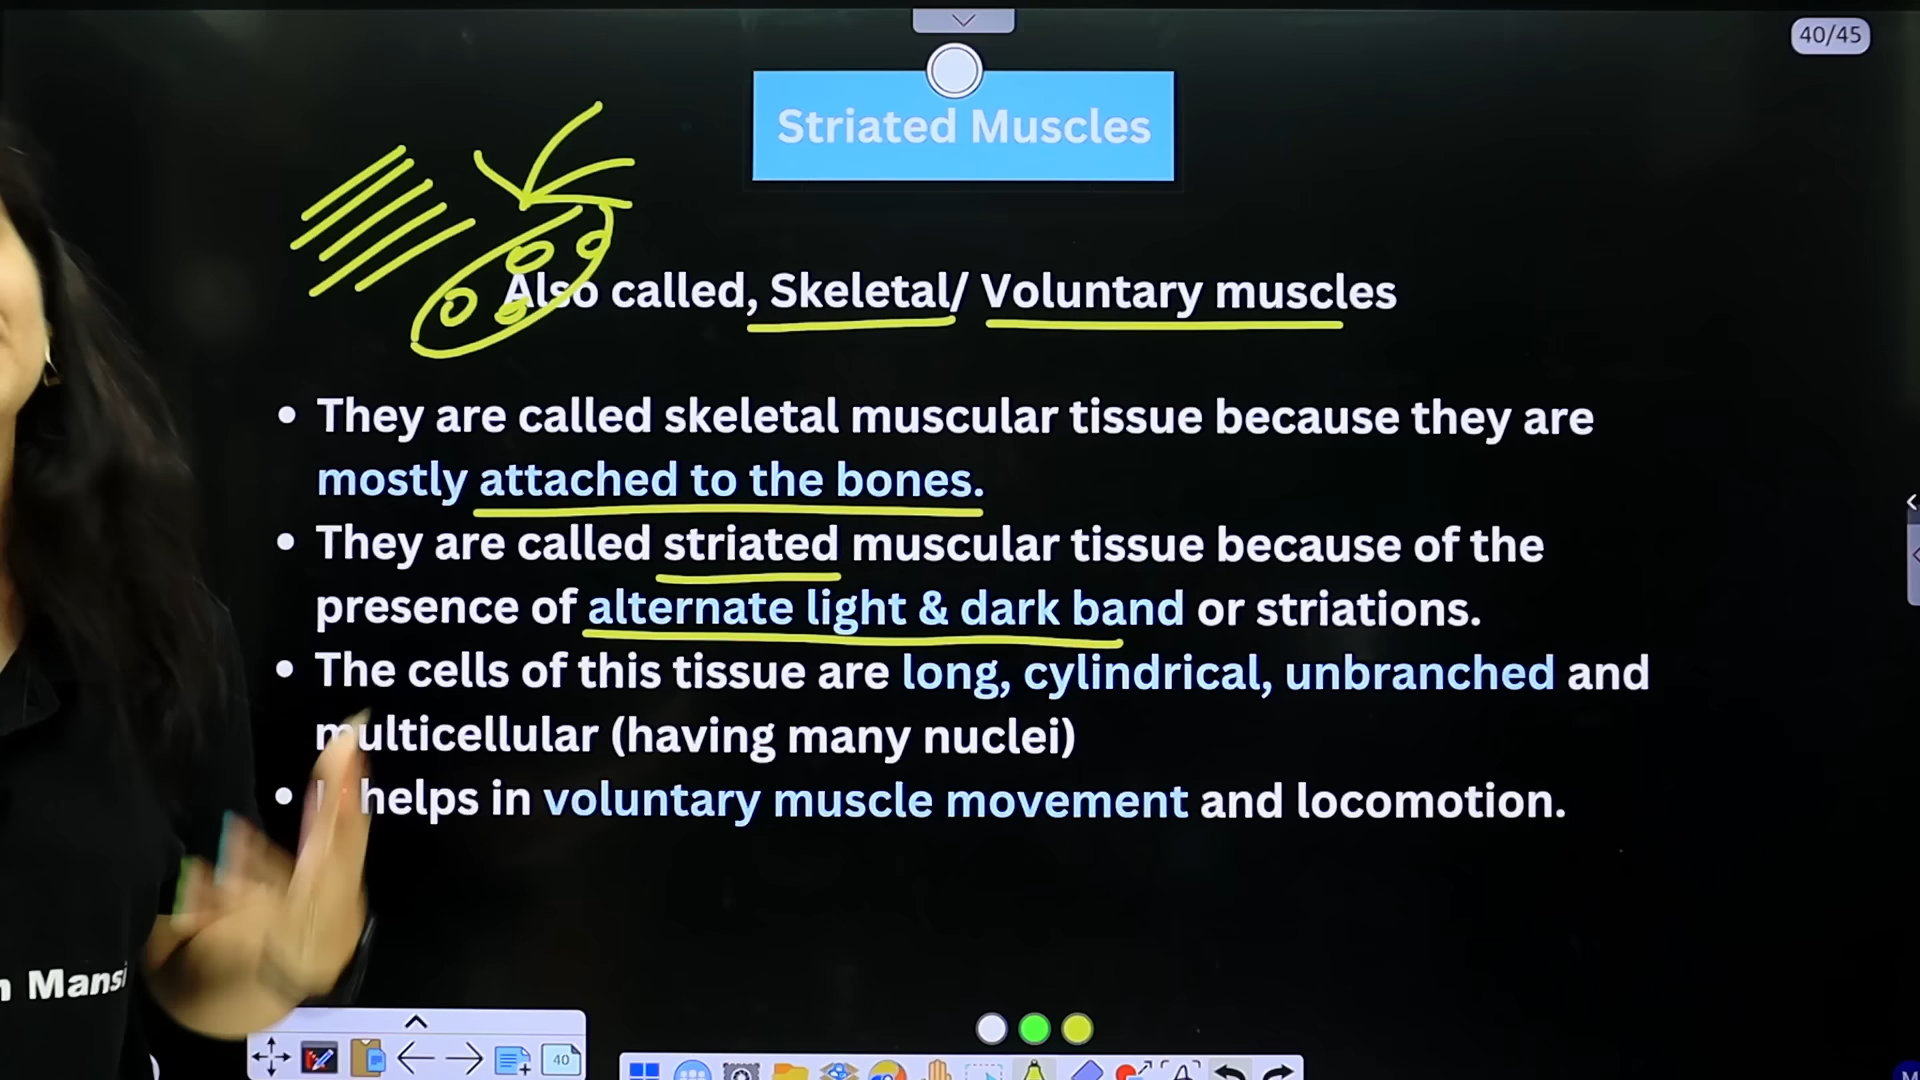 40/45
Striated Muscles
Also called, Skeletal/ Voluntary muscles
• They are called skeletal muscular tissue because they are
mostly attached to the bones.
• They are called striated muscular tissue because of the
presence of alternate light & dark band or striations.
• The cells of this tissue are long, cylindrical, unbranched and
multicellular (having many nuclei)
• helps in voluntary muscle movement and locomotion.
Mansi
40